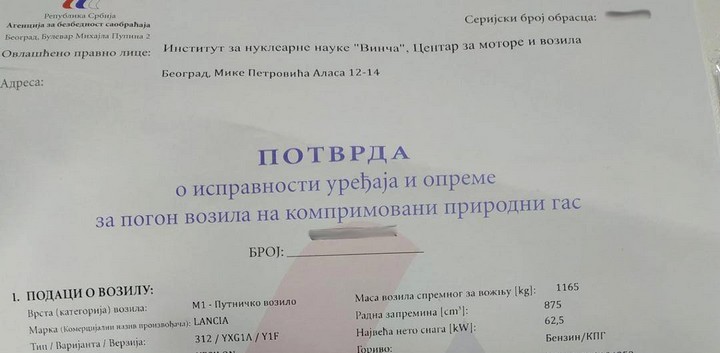 Република Србија
Агенција за безбедност саобраћаја
Београд, Булевар Михајла Пупина 2
Серијски број обрасца:
Овлашћено правно лице: Институт за нуклеарне науке "Винча", Центар за моторе и возила
Адреса: Београд, Мике Петровића Аласа 12-14
ПОТВРДА
о исправности уређаја и опреме
за погон возила на компримовани природни гас
БРОЈ:
1. ПОДАЦИ О ВОЗИЛУ:
Маса возила спремног за вожњу [kg]: 1165
Врста (категорија) возила: М1 - Путничко возило
Радна запремина [cm³]: 875
Марка (Комерцијални назив произвођача): LANCIA
Највећа нето снага [kW]: 62,5
Тип / Варијанта / Верзија: 312 / YXG1A / Y1F
Гориво: Бензин/КПГ